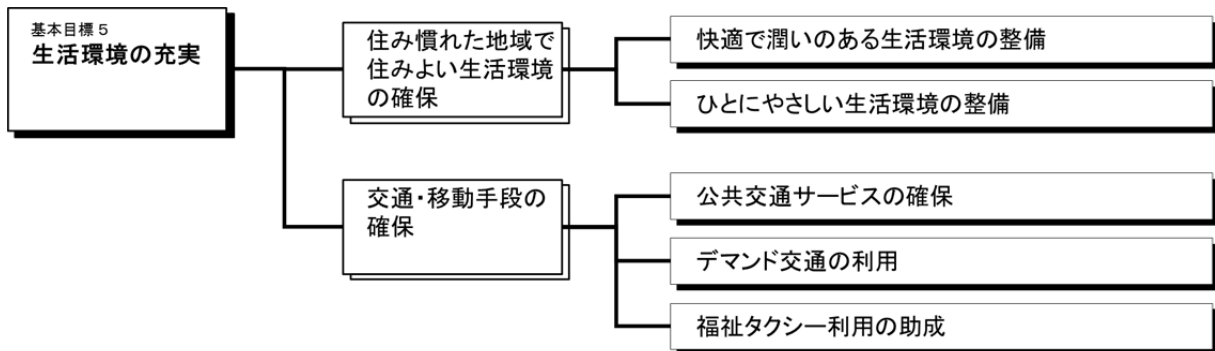 基本目標5
生活環境の充実
住み慣れた地域で
住みよい生活環境
の確保
快適で潤いのある生活環境の整備
ひとにやさしい生活環境の整備
交通・移動手段の
確保
公共交通サービスの確保
デマンド交通の利用
福祉タクシー利用の助成